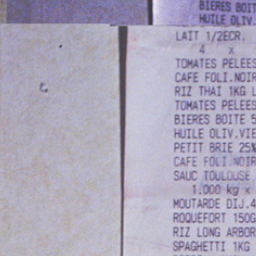 BIERES BOIT
HUILE OLIV.
LAIT 1/2ECR.
4 x
TOMATES PELEES
CAFE FOLI.NOIR
RIZ THAI 1KG L
TOMATES PELEES
BIERES BOITE 5
HUILE OLIV.VIE
PETIT BRIE 25%
CAFE FOLI.NOIR
SAUC TOULOUSE
1.000 kg x
MOUTARDE DIJ.4
ROQUEFORT 150G
RIZ LONG ARBOR
SPAGHETTI 1KG